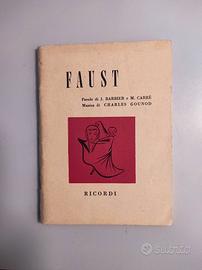 FAUST
Parole di J. BARBIER e M. CARRÉ
Musica di CHARLES GOUNOD
RICORDI
subito